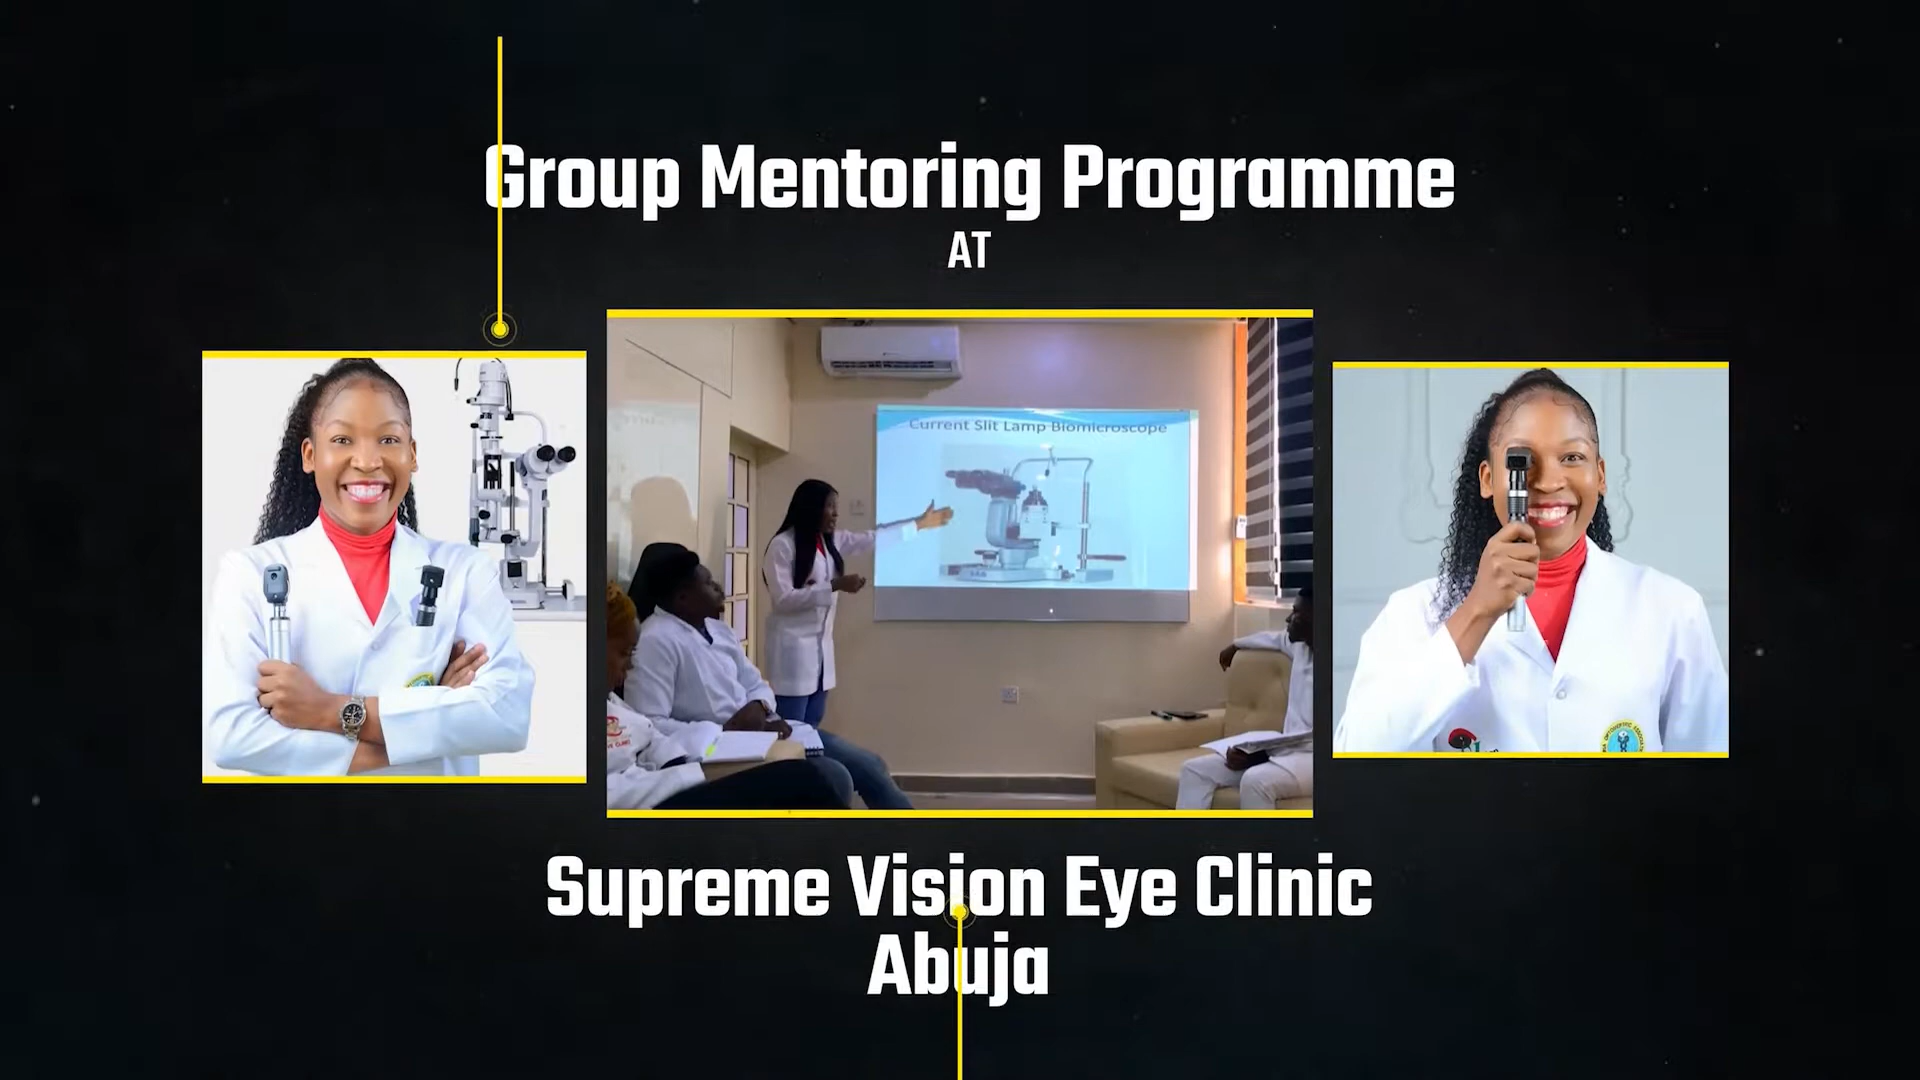 Group Mentoring Programme
AT
Current Slit Lamp Biomicroscope
Supreme Vision Eye Clinic
Abuja